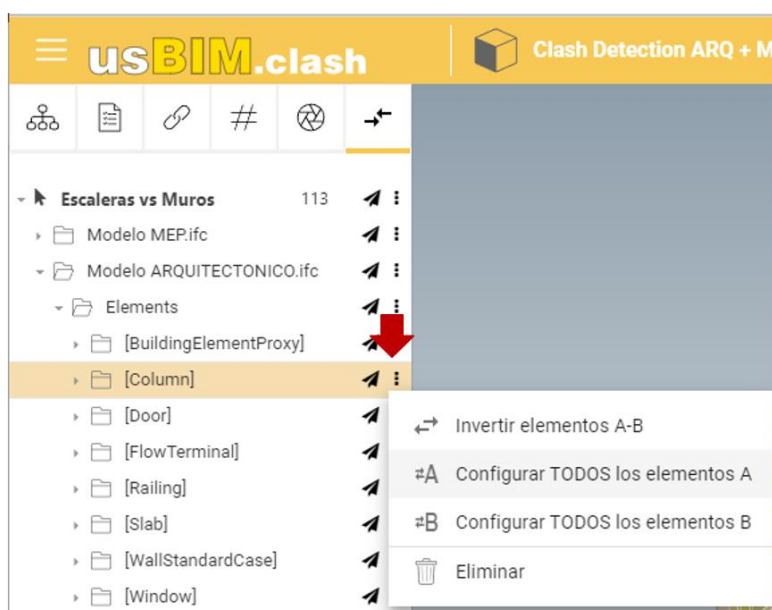 usBIM.clash
Clash Detection ARQ + M
Escaleras vs Muros 113
Modelo MEP.ifc
Modelo ARQUITECTONICO.ifc
Elements
[BuildingElementProxy]
[Column]
[Door]
[FlowTerminal]
[Railing]
[Slab]
[WallStandardCase]
[Window]
Invertir elementos A-B
A Configurar TODOS los elementos A
B Configurar TODOS los elementos B
Eliminar